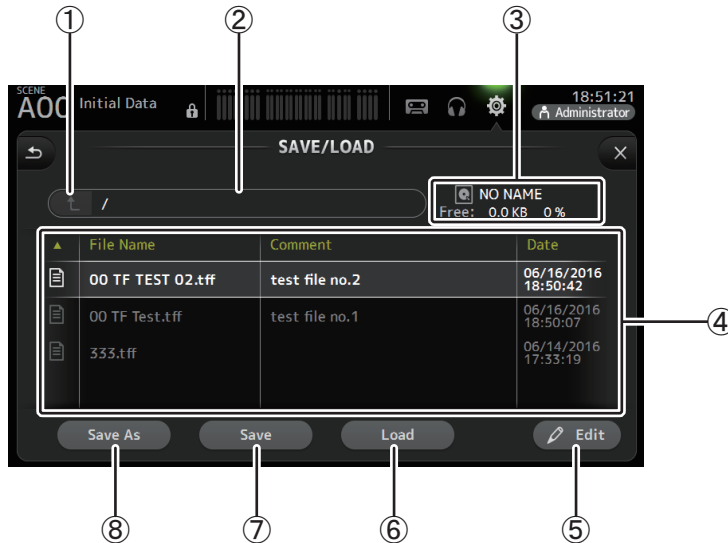 ① ② ③
SCENE
A00 Initial Data
18:51:21
Administrator
SAVE/LOAD
/
NO NAME
Free: 0.0 KB 0 %
▲ File Name Comment Date
00 TF TEST 02.tff test file no.2 06/16/2016 18:50:42
00 TF Test.tff test file no.1 06/16/2016 18:50:07
333.tff 06/14/2016 17:33:19
④
Save As Save Load Edit
⑧ ⑦ ⑥ ⑤